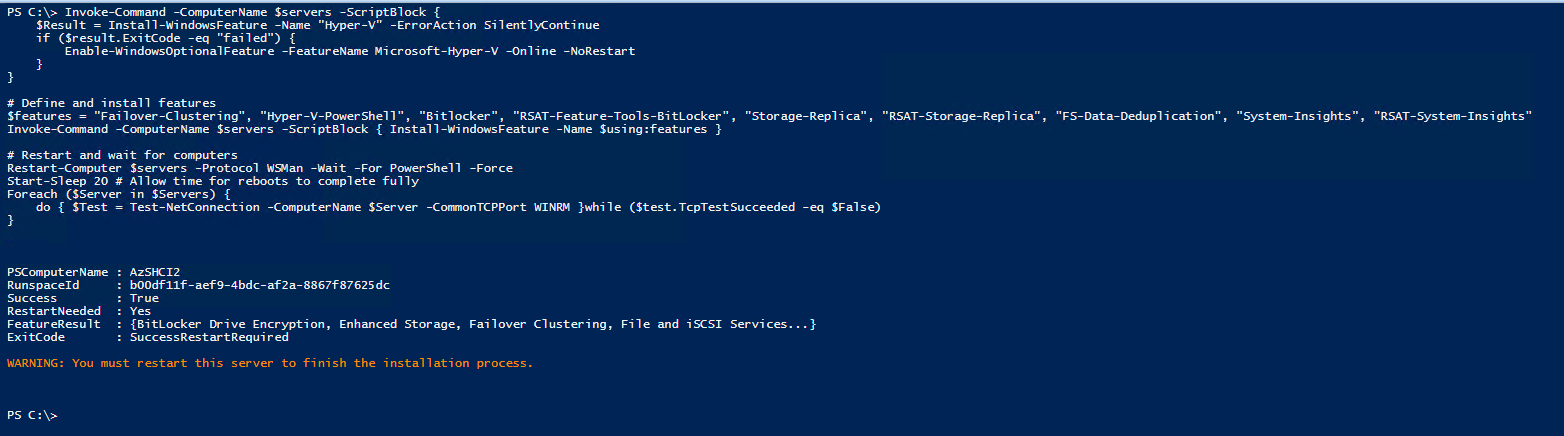 PS C:\> Invoke-Command -ComputerName $servers -ScriptBlock {
    $Result = Install-WindowsFeature -Name "Hyper-V" -ErrorAction SilentlyContinue
    if ($result.ExitCode -eq "failed") {
        Enable-WindowsOptionalFeature -FeatureName Microsoft-Hyper-V -Online -NoRestart
    }
}
# Define and install features
$features = "Failover-Clustering", "Hyper-V-PowerShell", "Bitlocker", "RSAT-Feature-Tools-BitLocker", "Storage-Replica", "RSAT-Storage-Replica", "FS-Data-Deduplication", "System-Insights", "RSAT-System-Insights"
Invoke-Command -ComputerName $servers -ScriptBlock { Install-WindowsFeature -Name $using:features }
# Restart and wait for computers
Restart-Computer $servers -Protocol WSMan -Wait -For PowerShell -Force
Start-Sleep 20 # Allow time for reboots to complete fully
Foreach ($Server in $Servers) {
    do { $Test = Test-NetConnection -ComputerName $Server -CommonTCPPort WINRM }while ($test.TcpTestSucceeded -eq $False)
}
PSComputerName : AzSHCI2
RunspaceId     : b00df11f-aef9-4bdc-af2a-8867f87625dc
Success        : True
RestartNeeded  : Yes
FeatureResult  : {BitLocker Drive Encryption, Enhanced Storage, Failover Clustering, File and iSCSI Services...}
ExitCode       : SuccessRestartRequired
WARNING: You must restart this server to finish the installation process.
PS C:\>